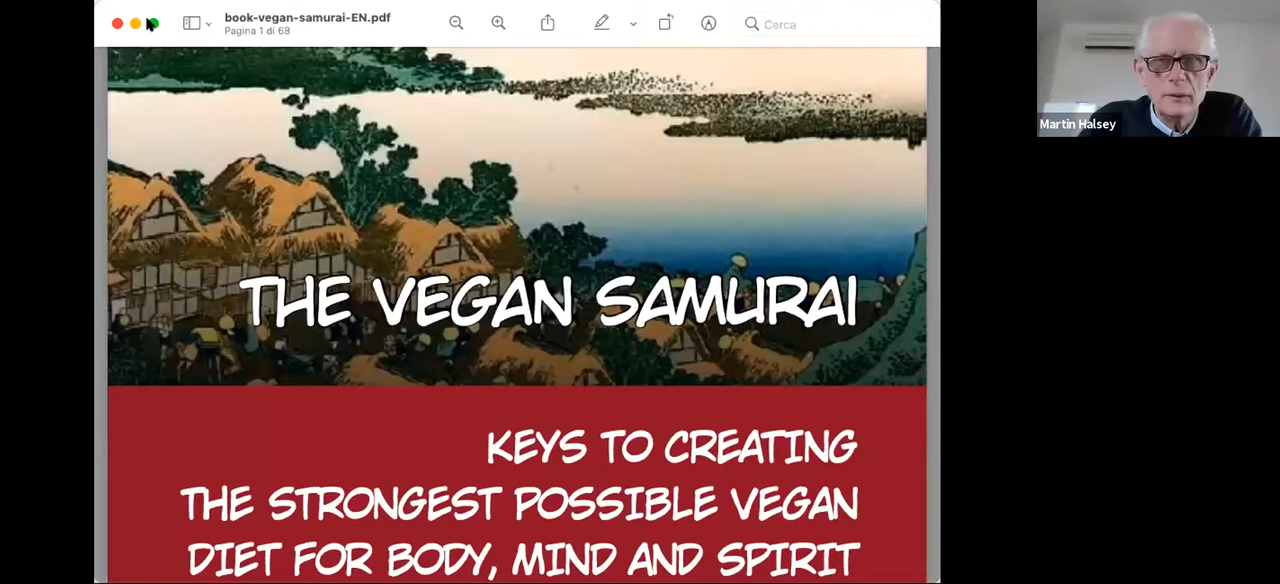 book-vegan-samurai-EN.pdf
Pagina 1 di 68
Cerca
Martin Halsey
THE VEGAN SAMURAI
KEYS TO CREATING
THE STRONGEST POSSIBLE VEGAN
DIET FOR BODY, MIND AND SPIRIT